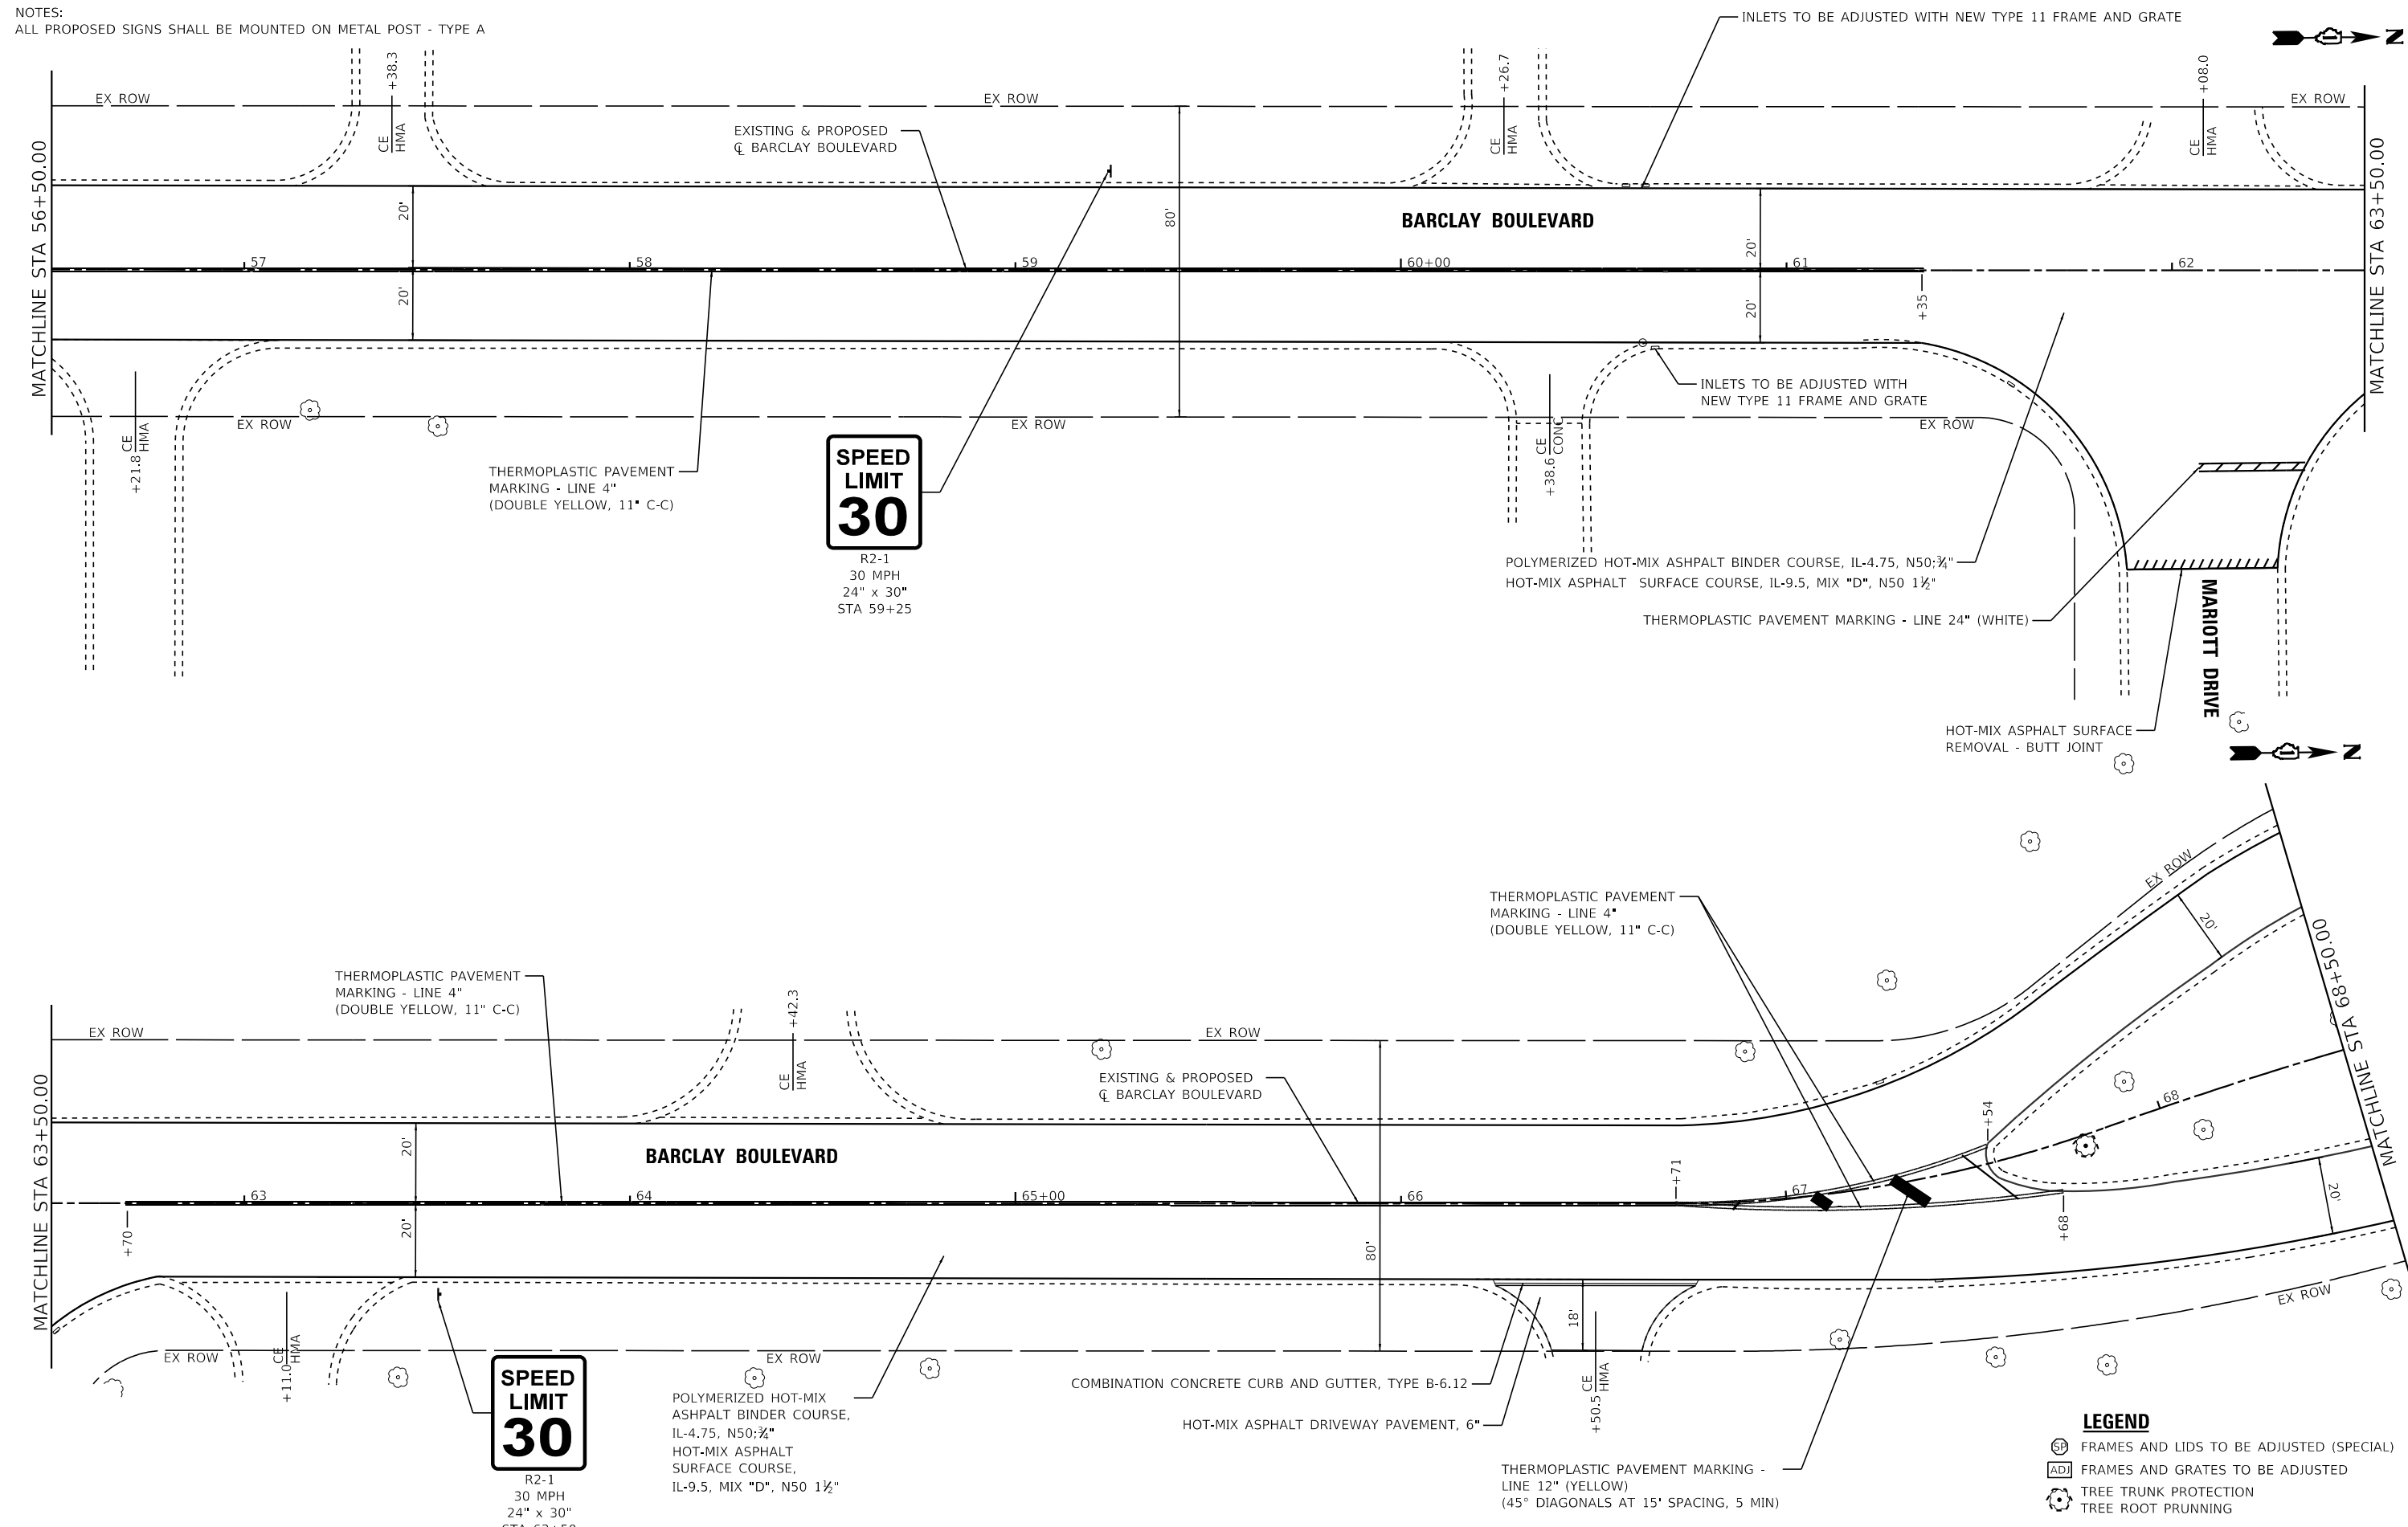 NOTES:
ALL PROPOSED SIGNS SHALL BE MOUNTED ON METAL POST - TYPE A
INLETS TO BE ADJUSTED WITH NEW TYPE 11 FRAME AND GRATE
N
MATCHLINE STA 56+50.00
EX ROW
+38.3
CE
HMA
EXISTING & PROPOSED
℄ BARCLAY BOULEVARD
EX ROW
80'
+26.7
CE
HMA
+08.0
CE
HMA
EX ROW
MATCHLINE STA 63+50.00
20'
20'
BARCLAY BOULEVARD
20'
20'
57
58
59
60+00
61
62
+35
+21.8
CE
HMA
EX ROW
THERMOPLASTIC PAVEMENT
MARKING - LINE 4"
(DOUBLE YELLOW, 11" C-C)
SPEED
LIMIT
30
R2-1
30 MPH
24" x 30"
STA 59+25
EX ROW
+38.6
CE
CONC
INLETS TO BE ADJUSTED WITH
NEW TYPE 11 FRAME AND GRATE
EX ROW
POLYMERIZED HOT-MIX ASHPALT BINDER COURSE, IL-4.75, N50;¾"
HOT-MIX ASPHALT SURFACE COURSE, IL-9.5, MIX "D", N50 1½"
THERMOPLASTIC PAVEMENT MARKING - LINE 24" (WHITE)
MARIOTT DRIVE
HOT-MIX ASPHALT SURFACE
REMOVAL - BUTT JOINT
N
MATCHLINE STA 63+50.00
EX ROW
THERMOPLASTIC PAVEMENT
MARKING - LINE 4"
(DOUBLE YELLOW, 11" C-C)
+42.3
CE
HMA
EX ROW
EXISTING & PROPOSED
℄ BARCLAY BOULEVARD
THERMOPLASTIC PAVEMENT
MARKING - LINE 4"
(DOUBLE YELLOW, 11" C-C)
EX ROW
20'
MATCHLINE STA 68+50.00
20'
20'
BARCLAY BOULEVARD
80'
+70
63
64
65+00
66
+71
67
+54
68
+68
20'
+11.0
CE
HMA
EX ROW
SPEED
LIMIT
30
R2-1
30 MPH
24" x 30"
EX ROW
POLYMERIZED HOT-MIX
ASHPALT BINDER COURSE,
IL-4.75, N50;¾"
HOT-MIX ASPHALT
SURFACE COURSE,
IL-9.5, MIX "D", N50 1½"
18'
COMBINATION CONCRETE CURB AND GUTTER, TYPE B-6.12
HOT-MIX ASPHALT DRIVEWAY PAVEMENT, 6"
+50.5
CE
HMA
EX ROW
THERMOPLASTIC PAVEMENT MARKING -
LINE 12" (YELLOW)
(45° DIAGONALS AT 15' SPACING, 5 MIN)
LEGEND
SP FRAMES AND LIDS TO BE ADJUSTED (SPECIAL)
ADJ FRAMES AND GRATES TO BE ADJUSTED
TREE TRUNK PROTECTION
TREE ROOT PRUNNING